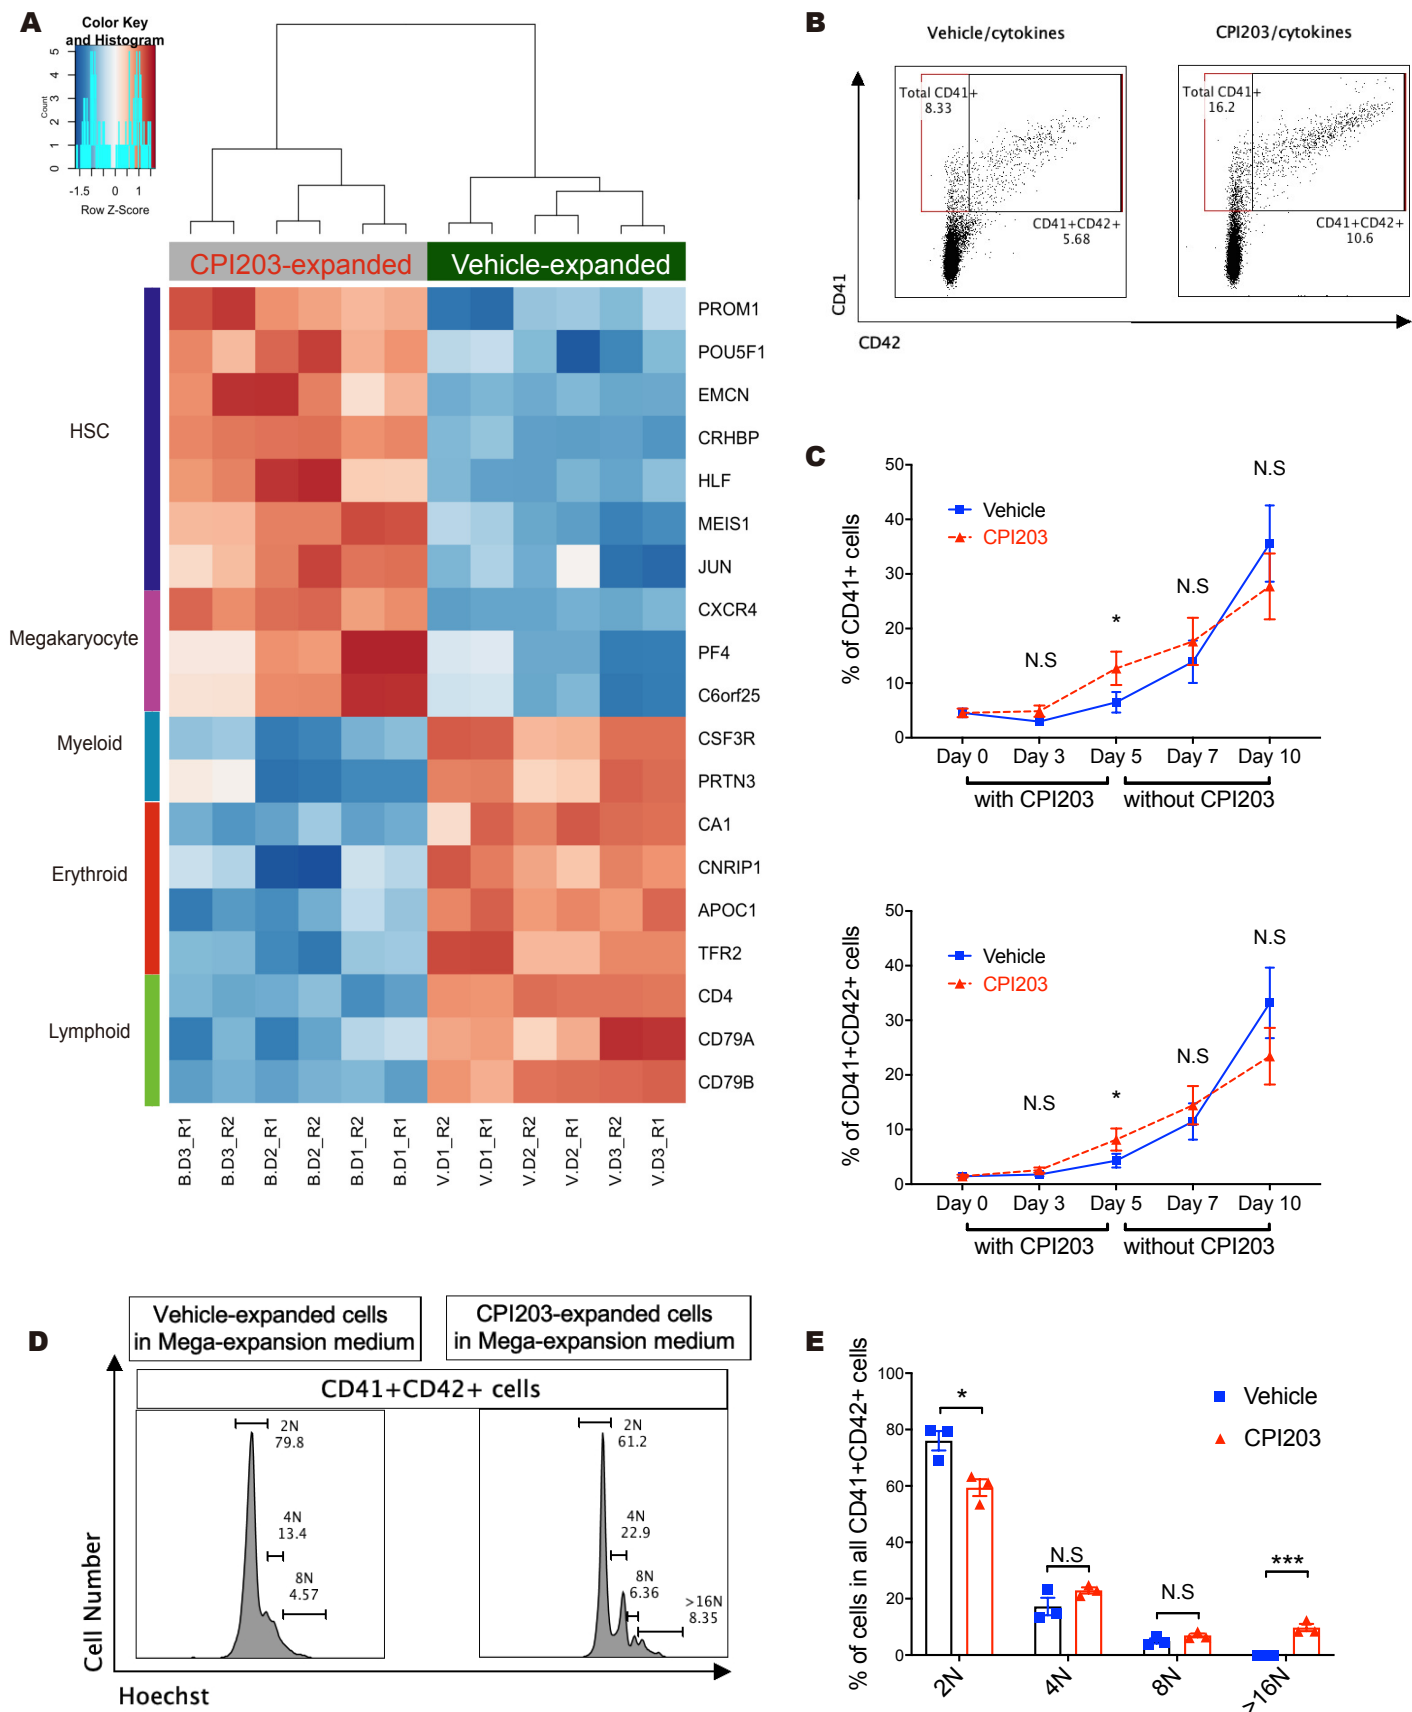 A
Color Key
and Histogram
Count
0 1 2 3 4 5
-1.5 0 1
Row Z-Score
CPI203-expanded
Vehicle-expanded
HSC
Megakaryocyte
Myeloid
Erythroid
Lymphoid
PROM1
POU5F1
EMCN
CRHBP
HLF
MEIS1
JUN
CXCR4
PF4
C6orf25
CSF3R
PRTN3
CA1
CNRIP1
APOC1
TFR2
CD4
CD79A
CD79B
B.D3_R1
B.D3_R2
B.D2_R1
B.D2_R2
B.D1_R2
B.D1_R1
V.D1_R2
V.D1_R1
V.D2_R2
V.D2_R1
V.D3_R2
V.D3_R1
B
Vehicle/cytokines
CPI203/cytokines
Total CD41+
8.33
CD41+CD42+
5.68
Total CD41+
16.2
CD41+CD42+
10.6
CD41
CD42
C
% of CD41+ cells
50
40
30
20
10
0
Vehicle
CPI203
N.S
*
N.S
N.S
Day 0 Day 3 Day 5 Day 7 Day 10
with CPI203 without CPI203
% of CD41+CD42+ cells
50
40
30
20
10
0
Vehicle
CPI203
N.S
*
N.S
N.S
Day 0 Day 3 Day 5 Day 7 Day 10
with CPI203 without CPI203
D
Vehicle-expanded cells
in Mega-expansion medium
CPI203-expanded cells
in Mega-expansion medium
CD41+CD42+ cells
2N
79.8
4N
13.4
8N
4.57
2N
61.2
4N
22.9
8N
6.36
>16N
8.35
Cell Number
Hoechst
E
% of cells in all CD41+CD42+ cells
100
80
60
40
20
0
Vehicle
CPI203
*
N.S
N.S
***
2N
4N
8N
>16N